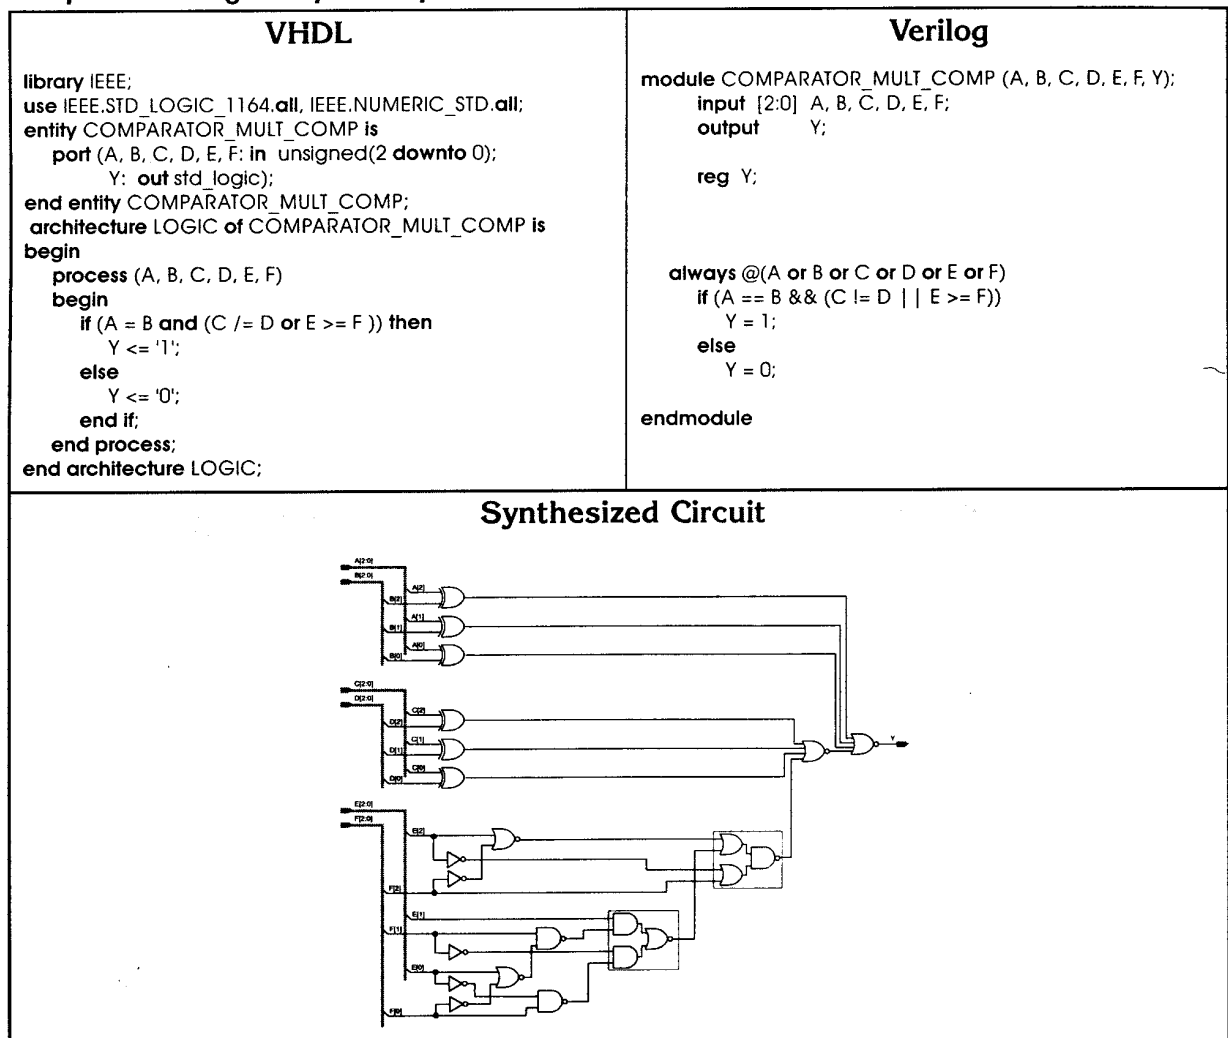 VHDL
library IEEE;
use IEEE.STD_LOGIC_1164.all, IEEE.NUMERIC_STD.all;
entity COMPARATOR_MULT_COMP is
port (A, B, C, D, E, F: in unsigned(2 downto 0);
Y: out std_logic);
end entity COMPARATOR_MULT_COMP;
architecture LOGIC of COMPARATOR_MULT_COMP is
begin
process (A, B, C, D, E, F)
begin
if (A = B and (C /= D or E >= F )) then
Y <= '1';
else
Y <= '0';
end if;
end process;
end architecture LOGIC;
Verilog
module COMPARATOR_MULT_COMP (A, B, C, D, E, F, Y);
input [2:0] A, B, C, D, E, F;
output Y;
reg Y;
always @(A or B or C or D or E or F)
if (A == B && (C != D | | E >= F))
Y = 1;
else
Y = 0;
endmodule
Synthesized Circuit
A[2:0]
B[2:0]
A[2]
B[2]
A[1]
B[1]
A[0]
B[0]
C[2:0]
D[2:0]
C[2]
D[2]
C[1]
D[1]
C[0]
D[0]
Y
E[2:0]
F[2:0]
E[2]
F[2]
E[1]
F[1]
E[0]
F[0]